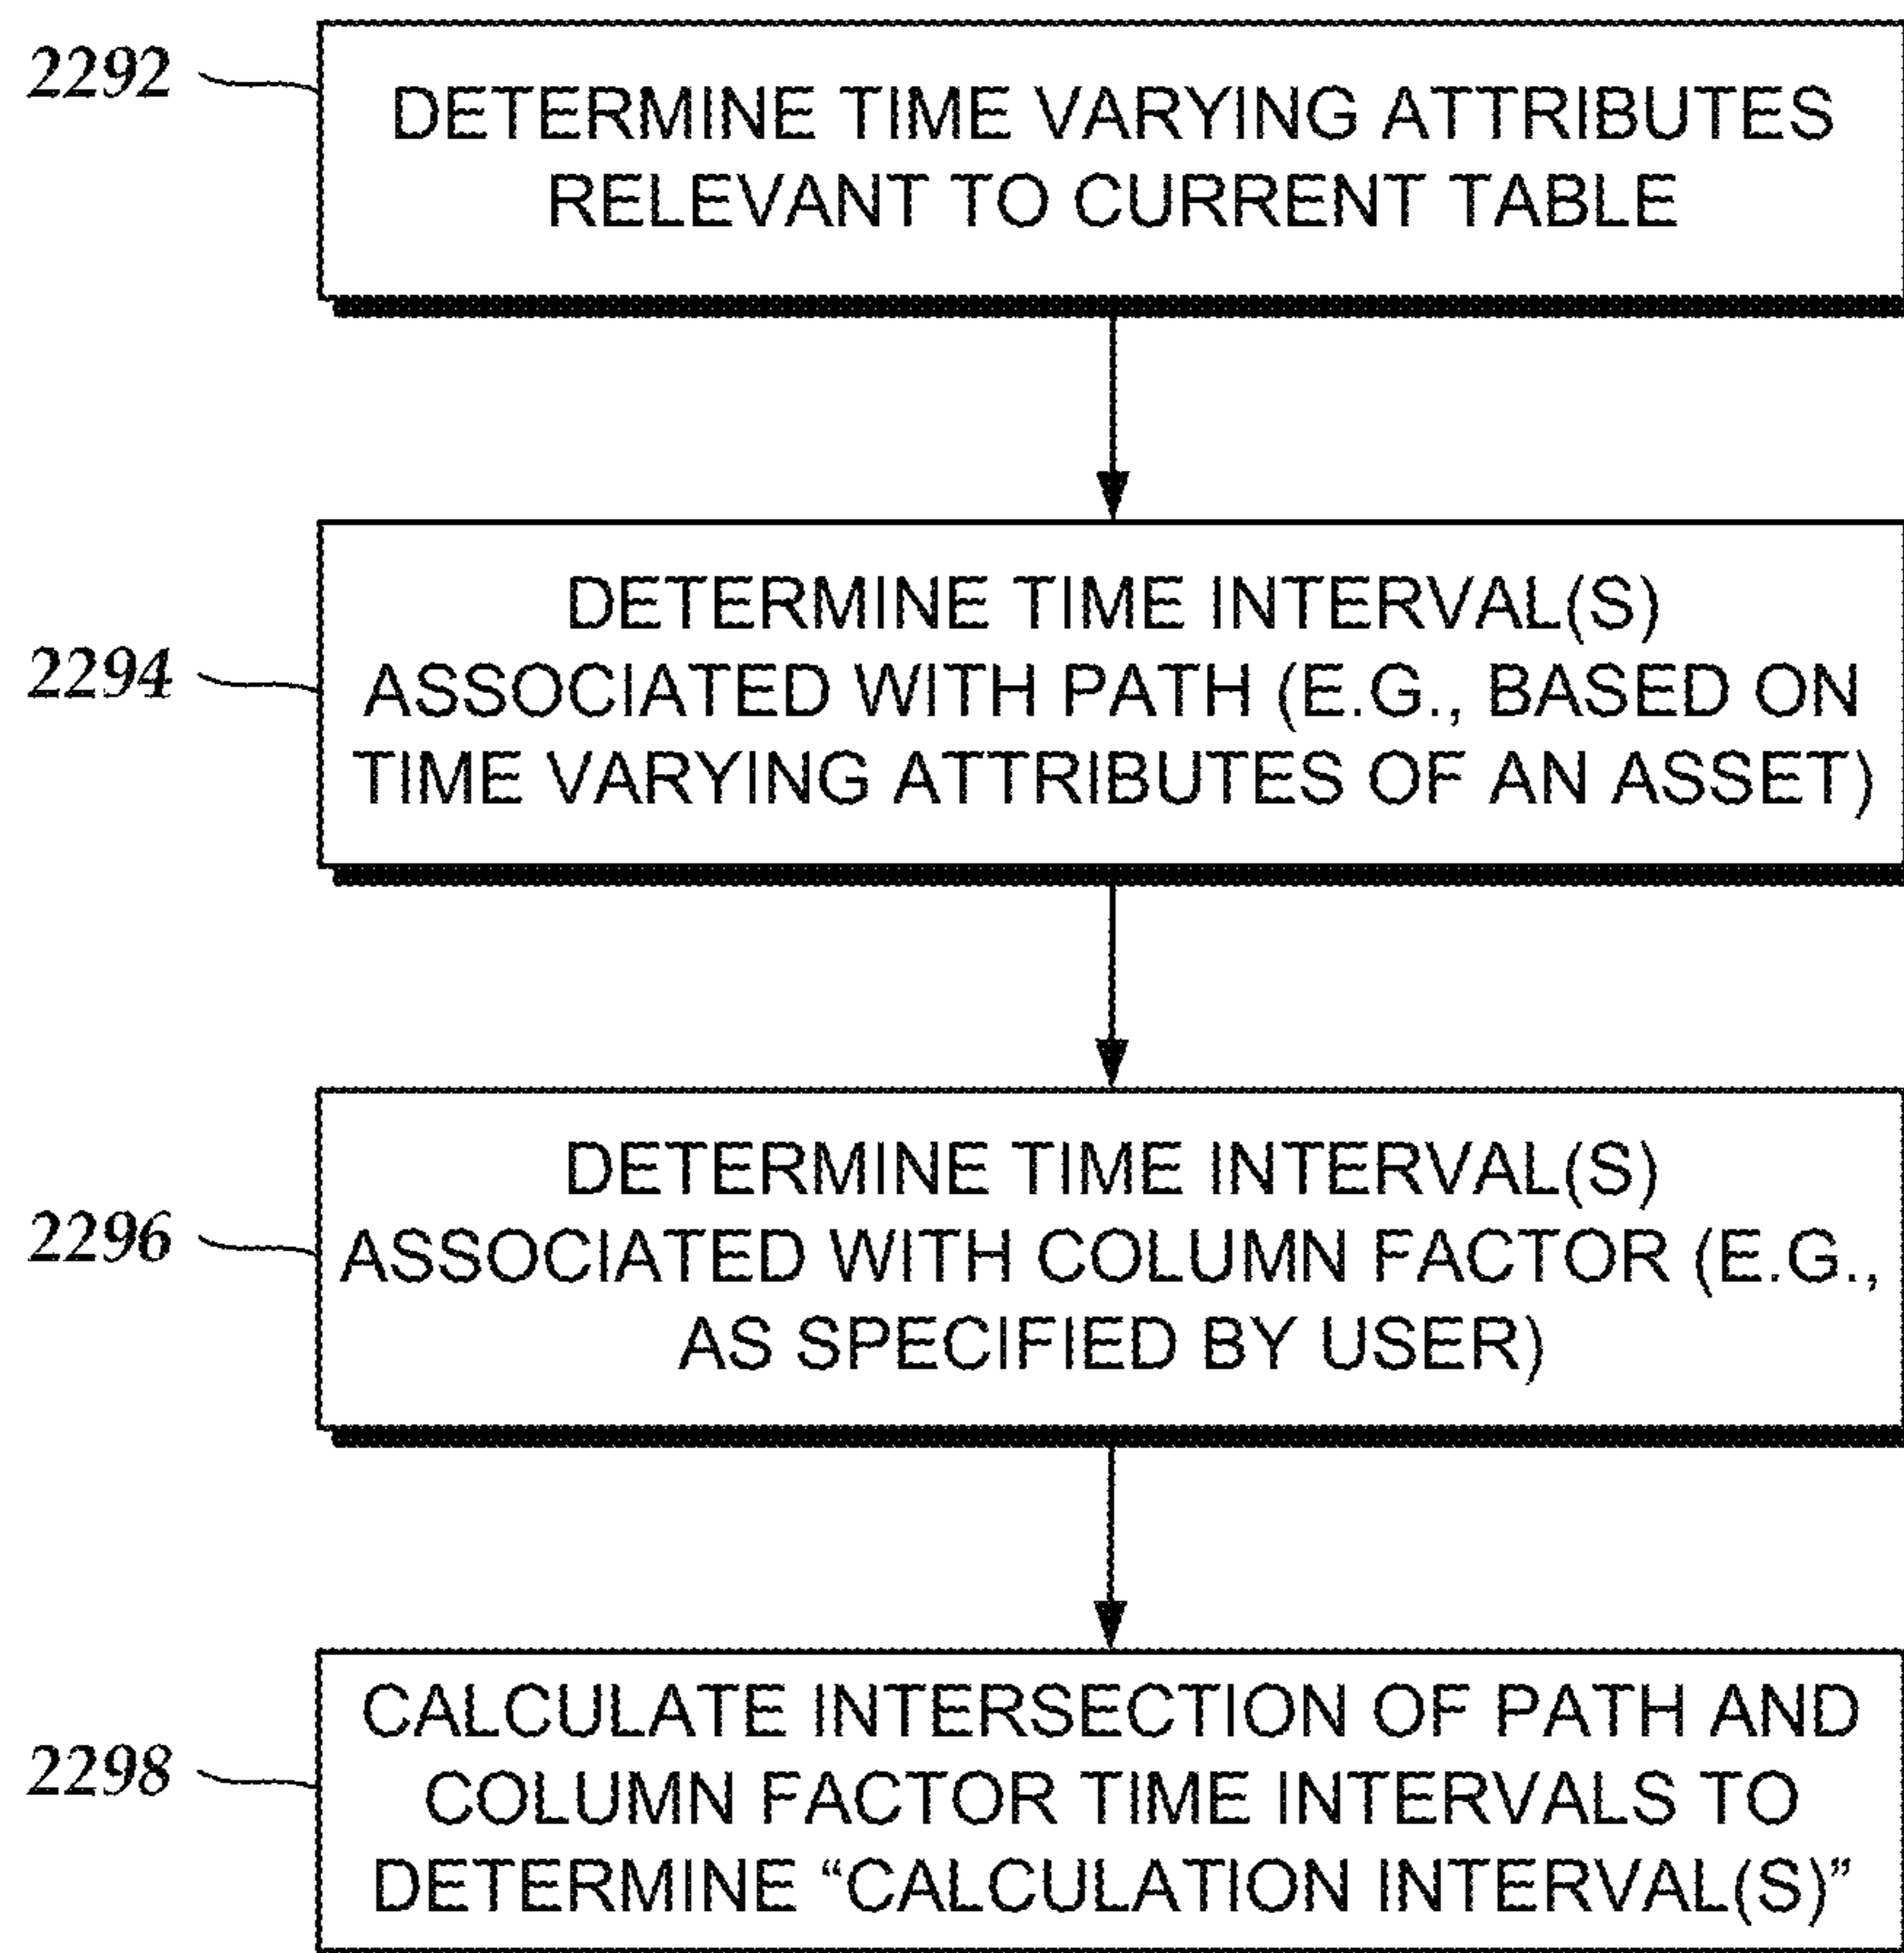 2292
DETERMINE TIME VARYING ATTRIBUTES
RELEVANT TO CURRENT TABLE
2294
DETERMINE TIME INTERVAL(S)
ASSOCIATED WITH PATH (E.G., BASED ON
TIME VARYING ATTRIBUTES OF AN ASSET)
2296
DETERMINE TIME INTERVAL(S)
ASSOCIATED WITH COLUMN FACTOR (E.G.,
AS SPECIFIED BY USER)
2298
CALCULATE INTERSECTION OF PATH AND
COLUMN FACTOR TIME INTERVALS TO
DETERMINE “CALCULATION INTERVAL(S)”